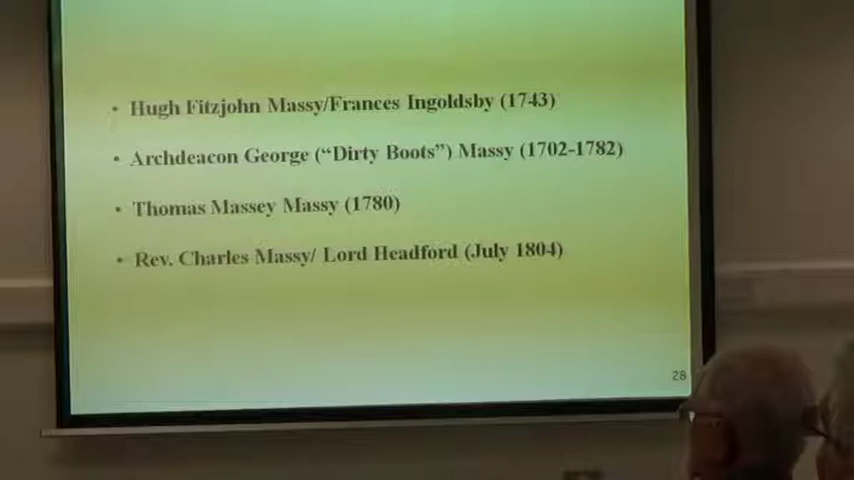 • Hugh Fitzjohn Massy/Frances Ingoldsby (1743)
• Archdeacon George (“Dirty Boots”) Massy (1702-1782)
• Thomas Massey Massy (1780)
• Rev. Charles Massy/ Lord Headford (July 1804)
28